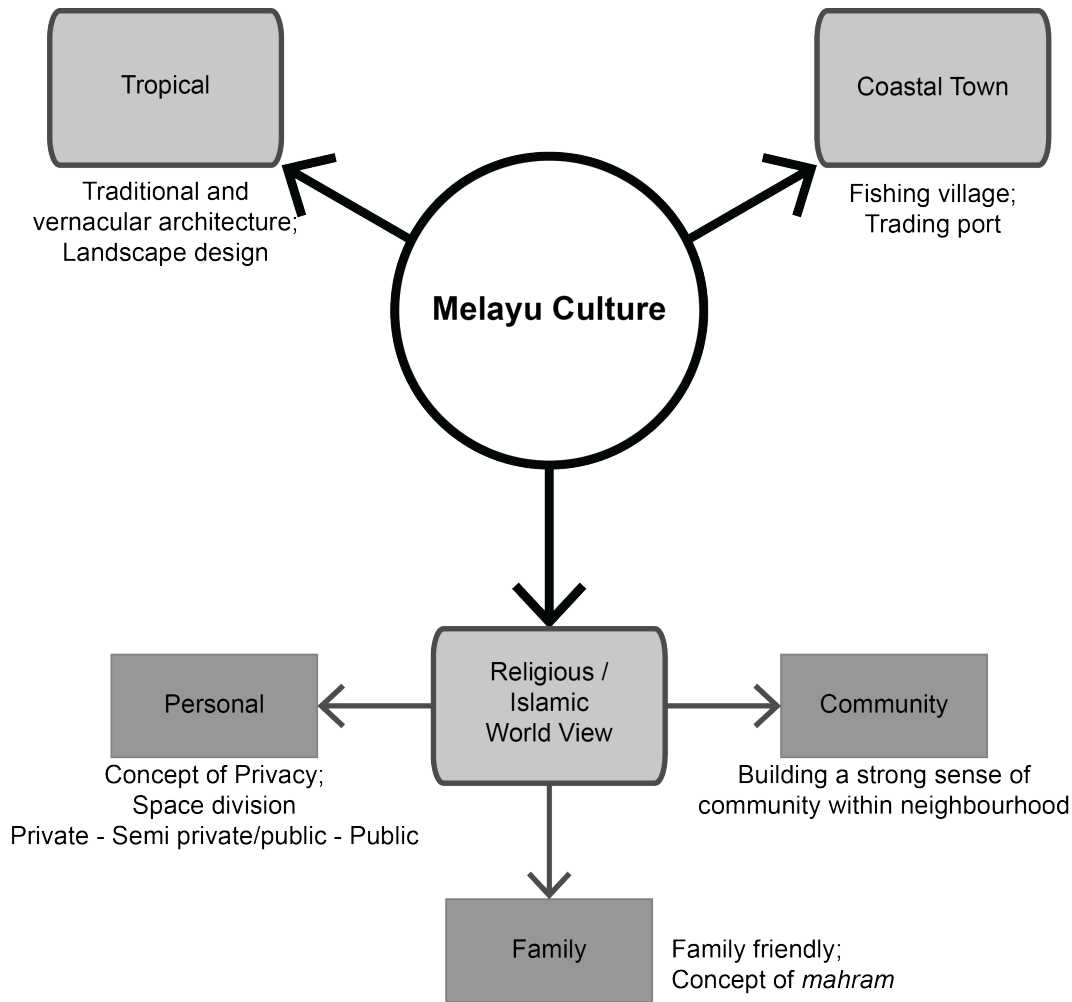 Tropical
Traditional and
vernacular architecture;
Landscape design
Coastal Town
Fishing village;
Trading port
Melayu Culture
Religious /
Islamic
World View
Personal
Concept of Privacy;
Space division
Private - Semi private/public - Public
Community
Building a strong sense of
community within neighbourhood
Family
Family friendly;
Concept of mahram